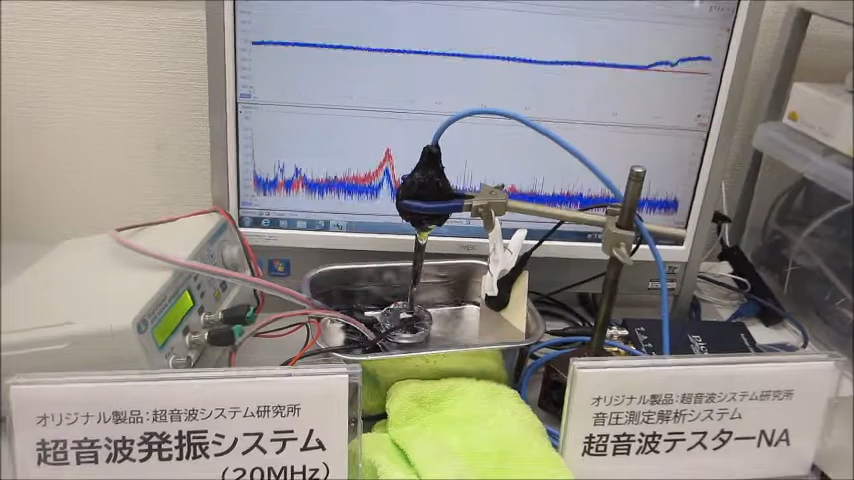 オリジナル製品:超音波システム研究所
超音波発振システム
(20MHz)
オリジナル製品:超音波システム研究所
音圧測定解析システム
超音波テスターNA